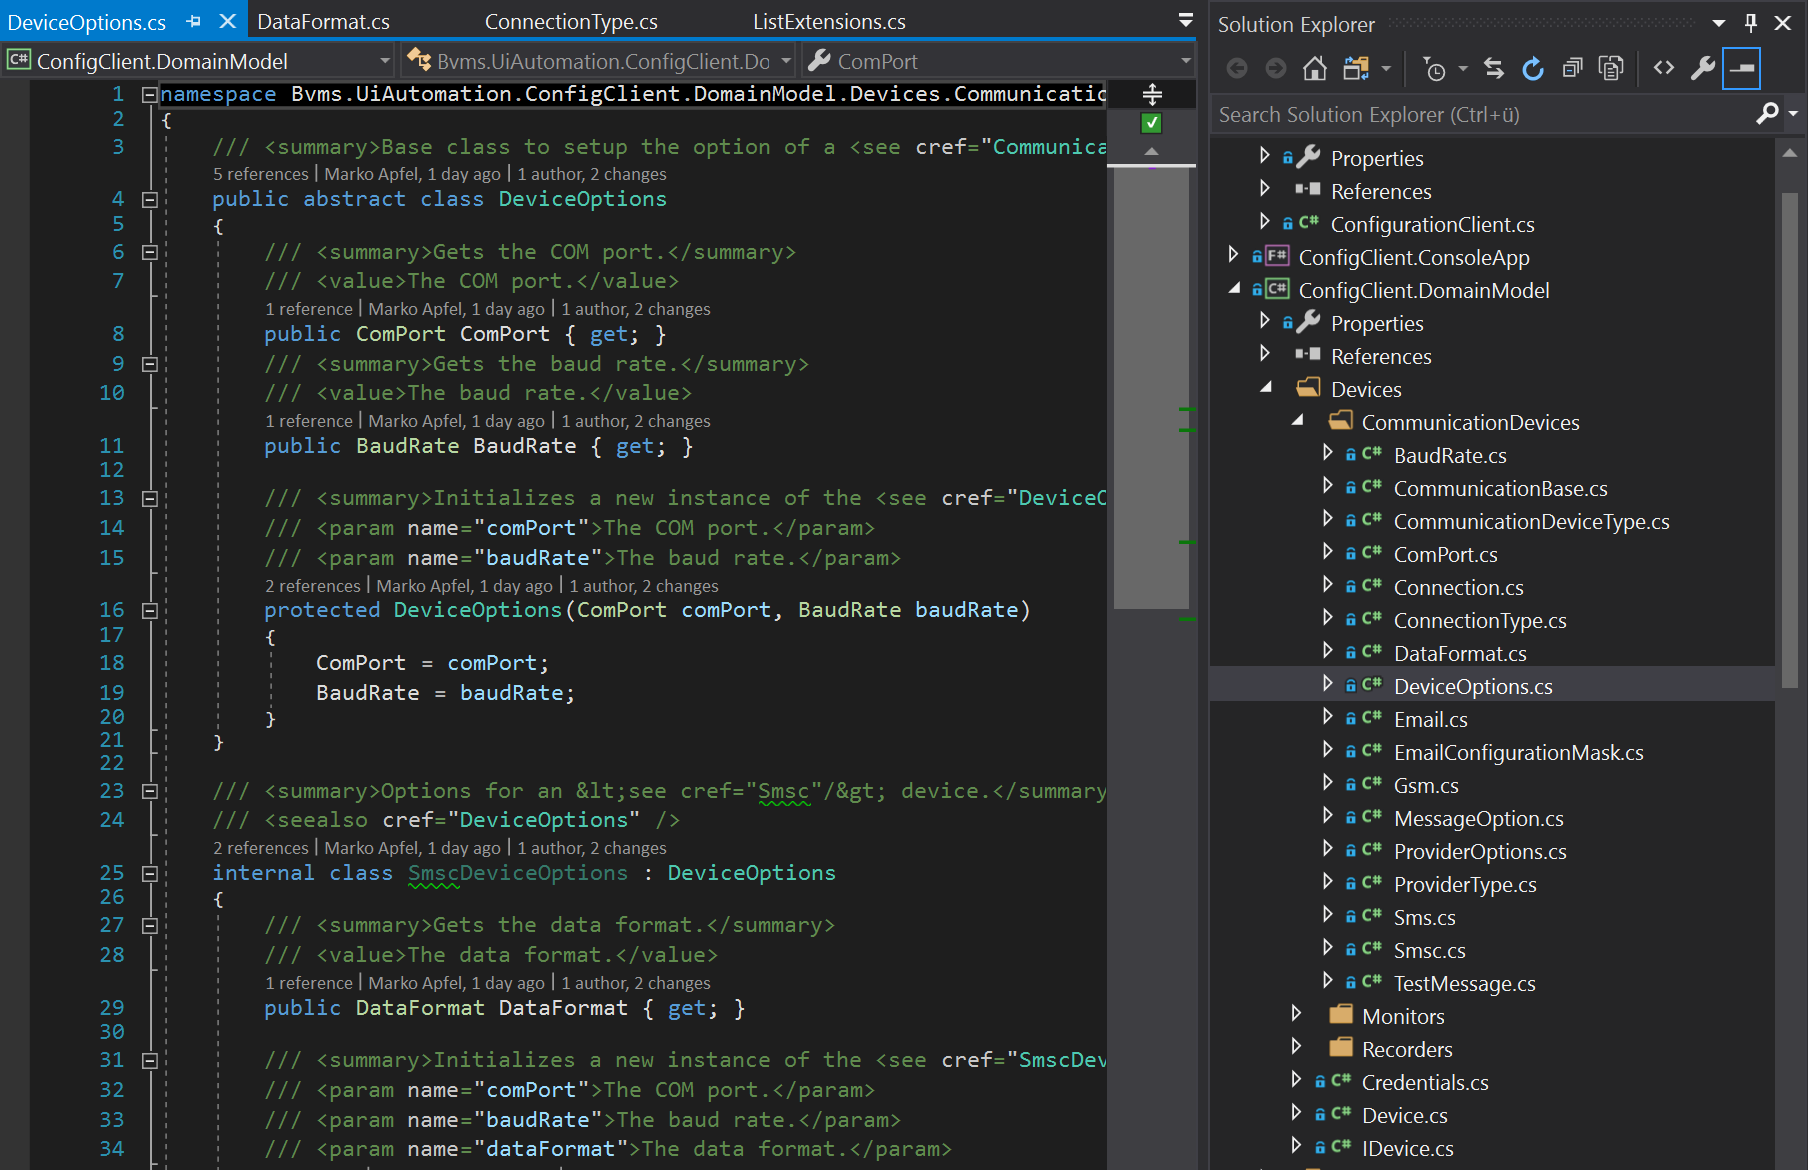 DeviceOptions.cs DataFormat.cs ConnectionType.cs ListExtensions.cs
C# ConfigClient.DomainModel Bvms.UiAutomation.ConfigClient.Do ComPort
1 namespace Bvms.UiAutomation.ConfigClient.DomainModel.Devices.Communicatio
2 {
3 /// <summary>Base class to setup the option of a <see cref="Communica
5 references | Marko Apfel, 1 day ago | 1 author, 2 changes
4 public abstract class DeviceOptions
5 {
6 /// <summary>Gets the COM port.</summary>
7 /// <value>The COM port.</value>
1 reference | Marko Apfel, 1 day ago | 1 author, 2 changes
8 public ComPort ComPort { get; }
9 /// <summary>Gets the baud rate.</summary>
10 /// <value>The baud rate.</value>
1 reference | Marko Apfel, 1 day ago | 1 author, 2 changes
11 public BaudRate BaudRate { get; }
12
13 /// <summary>Initializes a new instance of the <see cref="DeviceO
14 /// <param name="comPort">The COM port.</param>
15 /// <param name="baudRate">The baud rate.</param>
2 references | Marko Apfel, 1 day ago | 1 author, 2 changes
16 protected DeviceOptions(ComPort comPort, BaudRate baudRate)
17 {
18 ComPort = comPort;
19 BaudRate = baudRate;
20 }
21 }
22
23 /// <summary>Options for an &lt;see cref="Smsc"/&gt; device.</summary
24 /// <seealso cref="DeviceOptions" />
2 references | Marko Apfel, 1 day ago | 1 author, 2 changes
25 internal class SmscDeviceOptions : DeviceOptions
26 {
27 /// <summary>Gets the data format.</summary>
28 /// <value>The data format.</value>
1 reference | Marko Apfel, 1 day ago | 1 author, 2 changes
29 public DataFormat DataFormat { get; }
30
31 /// <summary>Initializes a new instance of the <see cref="SmscDev
32 /// <param name="comPort">The COM port.</param>
33 /// <param name="baudRate">The baud rate.</param>
34 /// <param name="dataFormat">The data format.</param>
Solution Explorer
Search Solution Explorer (Ctrl+ü)
Properties
References
C# ConfigurationClient.cs
F# ConfigClient.ConsoleApp
C# ConfigClient.DomainModel
Properties
References
Devices
CommunicationDevices
C# BaudRate.cs
C# CommunicationBase.cs
C# CommunicationDeviceType.cs
C# ComPort.cs
C# Connection.cs
C# ConnectionType.cs
C# DataFormat.cs
C# DeviceOptions.cs
C# Email.cs
C# EmailConfigurationMask.cs
C# Gsm.cs
C# MessageOption.cs
C# ProviderOptions.cs
C# ProviderType.cs
C# Sms.cs
C# Smsc.cs
C# TestMessage.cs
Monitors
Recorders
C# Credentials.cs
C# Device.cs
C# IDevice.cs